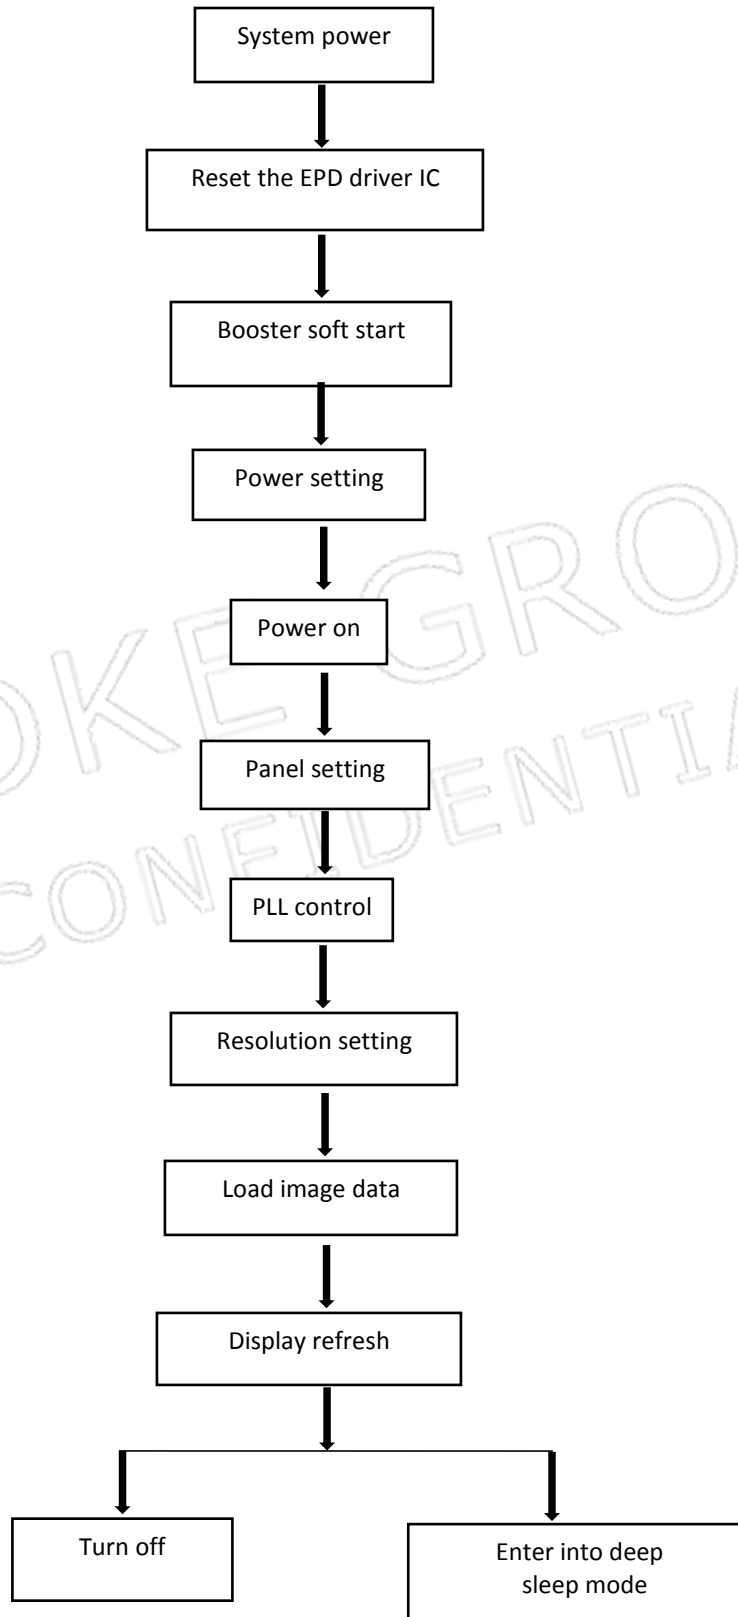 System power
Reset the EPD driver IC
Booster soft start
Power setting
Power on
Panel setting
PLL control
Resolution setting
Load image data
Display refresh
Turn off
Enter into deep
sleep mode